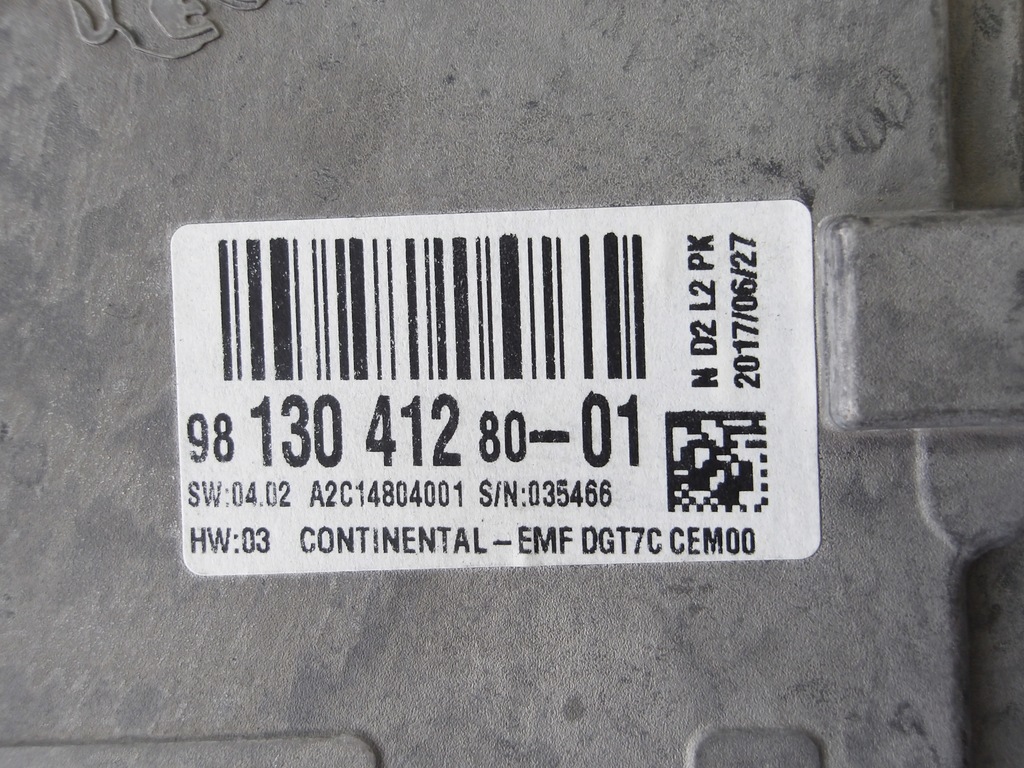 98 130 412 80-01
SW:04.02 A2C14804001 S/N:035466
HW:03 CONTINENTAL-EMF DGT7C CEM00
N D2 L2 PK
2017/06/27